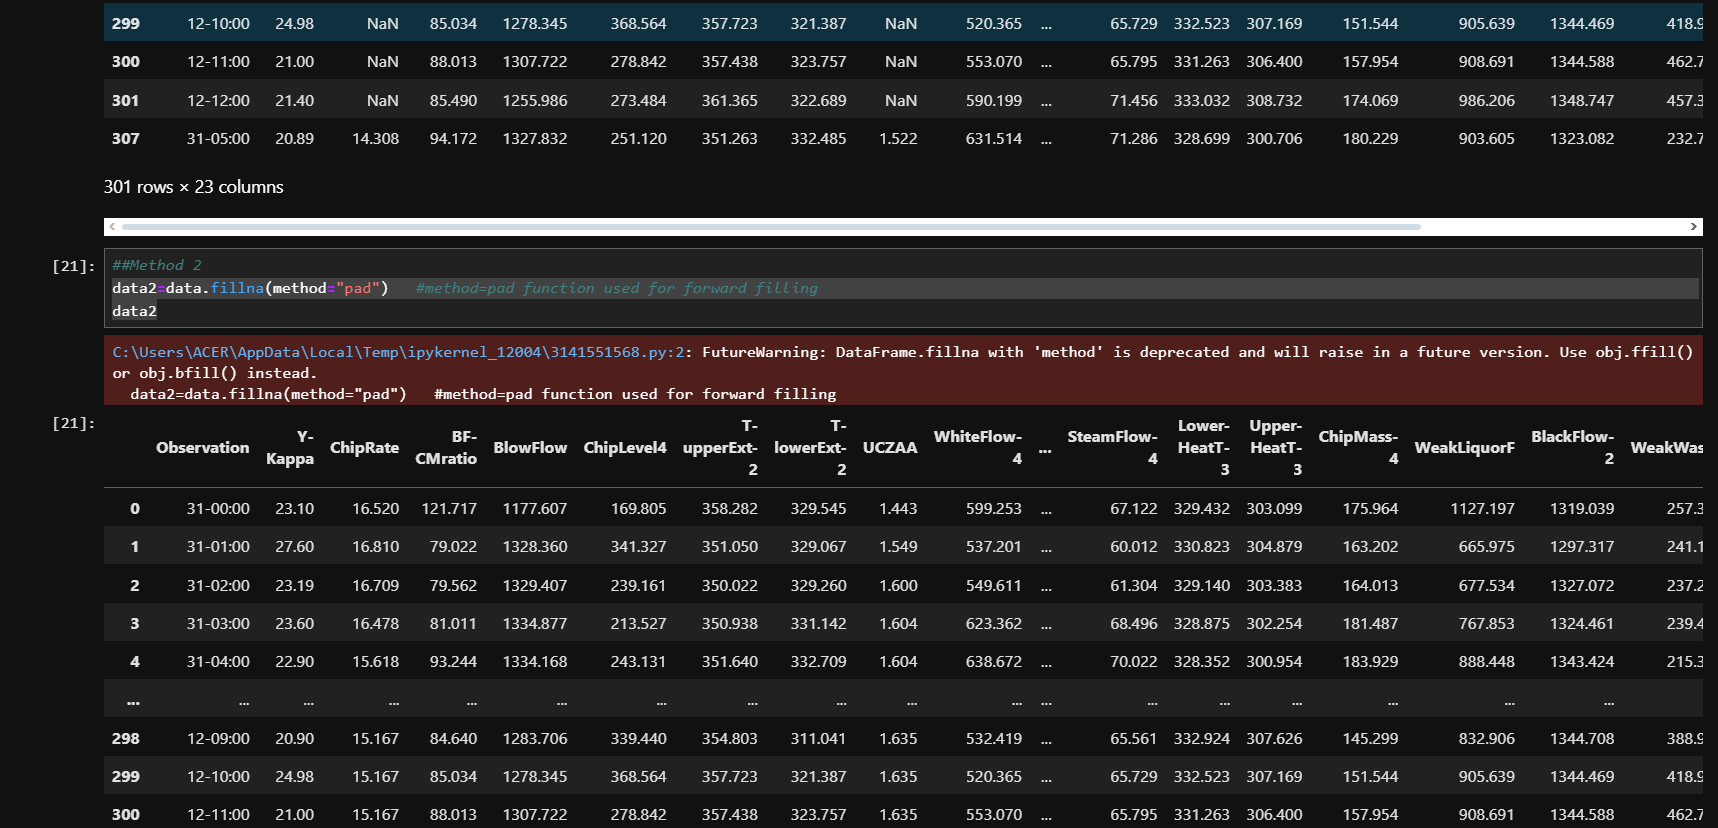 299 12-10:00 24.98 NaN 85.034 1278.345 368.564 357.723 321.387 NaN 520.365 ... 65.729 332.523 307.169 151.544 905.639 1344.469 418.9
300 12-11:00 21.00 NaN 88.013 1307.722 278.842 357.438 323.757 NaN 553.070 ... 65.795 331.263 306.400 157.954 908.691 1344.588 462.7
301 12-12:00 21.40 NaN 85.490 1255.986 273.484 361.365 322.689 NaN 590.199 ... 71.456 333.032 308.732 174.069 986.206 1348.747 457.3
307 31-05:00 20.89 14.308 94.172 1327.832 251.120 351.263 332.485 1.522 631.514 ... 71.286 328.699 300.706 180.229 903.605 1323.082 232.7
301 rows × 23 columns
[21]: ##Method 2
data2=data.fillna(method="pad")   #method=pad function used for forward filling
data2
C:\Users\ACER\AppData\Local\Temp\ipykernel_12004\3141551568.py:2: FutureWarning: DataFrame.fillna with 'method' is deprecated and will raise in a future version. Use obj.ffill()
or obj.bfill() instead.
data2=data.fillna(method="pad")   #method=pad function used for forward filling
[21]:
Observation Y-Kappa ChipRate BF-CMratio BlowFlow ChipLevel4 T-upperExt-2 T-lowerExt-2 UCZAA WhiteFlow-4 ... SteamFlow-4 Lower-HeatT-3 Upper-HeatT-3 ChipMass-4 WeakLiquorF BlackFlow-2 WeakWas
0 31-00:00 23.10 16.520 121.717 1177.607 169.805 358.282 329.545 1.443 599.253 ... 67.122 329.432 303.099 175.964 1127.197 1319.039 257.3
1 31-01:00 27.60 16.810 79.022 1328.360 341.327 351.050 329.067 1.549 537.201 ... 60.012 330.823 304.879 163.202 665.975 1297.317 241.1
2 31-02:00 23.19 16.709 79.562 1329.407 239.161 350.022 329.260 1.600 549.611 ... 61.304 329.140 303.383 164.013 677.534 1327.072 237.2
3 31-03:00 23.60 16.478 81.011 1334.877 213.527 350.938 331.142 1.604 623.362 ... 68.496 328.875 302.254 181.487 767.853 1324.461 239.4
4 31-04:00 22.90 15.618 93.244 1334.168 243.131 351.640 332.709 1.604 638.672 ... 70.022 328.352 300.954 183.929 888.448 1343.424 215.3
... ... ... ... ... ... ... ... ... ... ... ... ... ... ... ... ... ...
298 12-09:00 20.90 15.167 84.640 1283.706 339.440 354.803 311.041 1.635 532.419 ... 65.561 332.924 307.626 145.299 832.906 1344.708 388.9
299 12-10:00 24.98 15.167 85.034 1278.345 368.564 357.723 321.387 1.635 520.365 ... 65.729 332.523 307.169 151.544 905.639 1344.469 418.9
300 12-11:00 21.00 15.167 88.013 1307.722 278.842 357.438 323.757 1.635 553.070 ... 65.795 331.263 306.400 157.954 908.691 1344.588 462.7